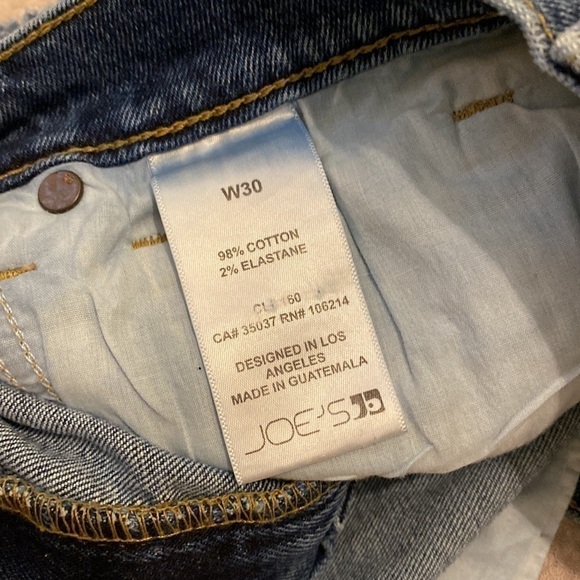 W30
98% COTTON
2% ELASTANE
CA# 35037 RN# 106214
DESIGNED IN LOS
ANGELES
MADE IN GUATEMALA
JOE'S